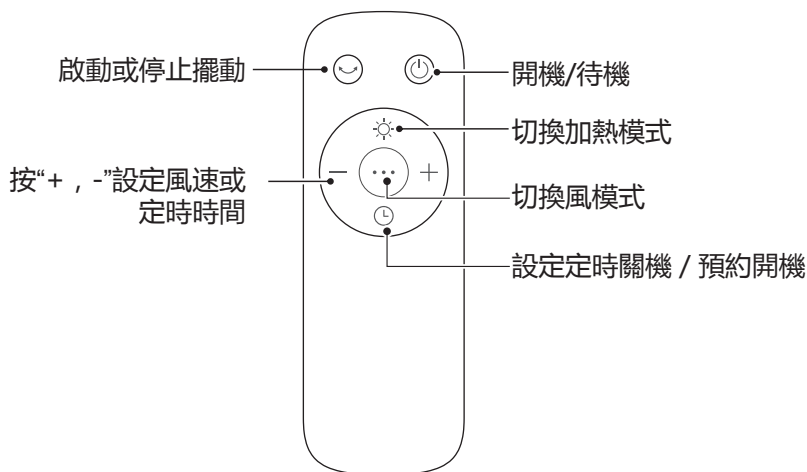 啟動或停止擺動
開機/待機
切換加熱模式
按“+，-”設定風速或
定時時間
切換風模式
設定定時關機 / 預約開機